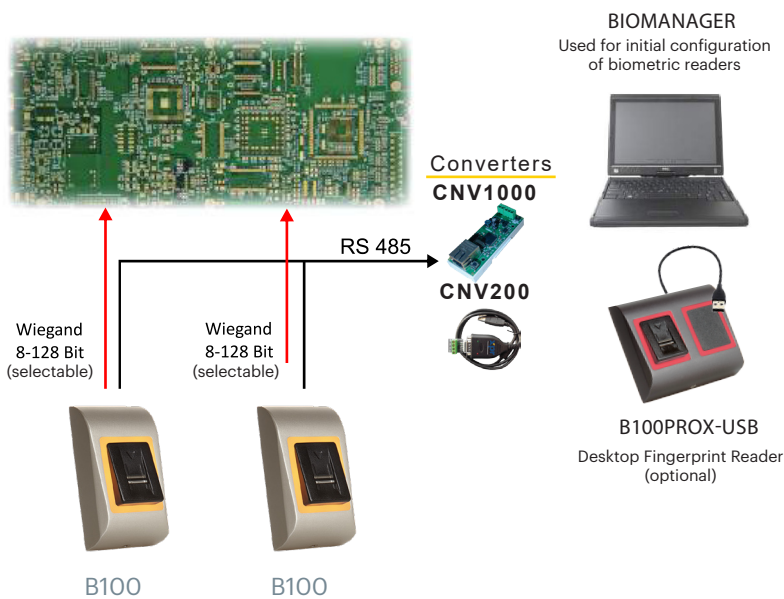 BIOMANAGER
Used for initial configuration
of biometric readers
Converters
CNV1000
RS 485
CNV200
Wiegand
8-128 Bit
(selectable)
Wiegand
8-128 Bit
(selectable)
B100PROX-USB
Desktop Fingerprint Reader
(optional)
B100
B100